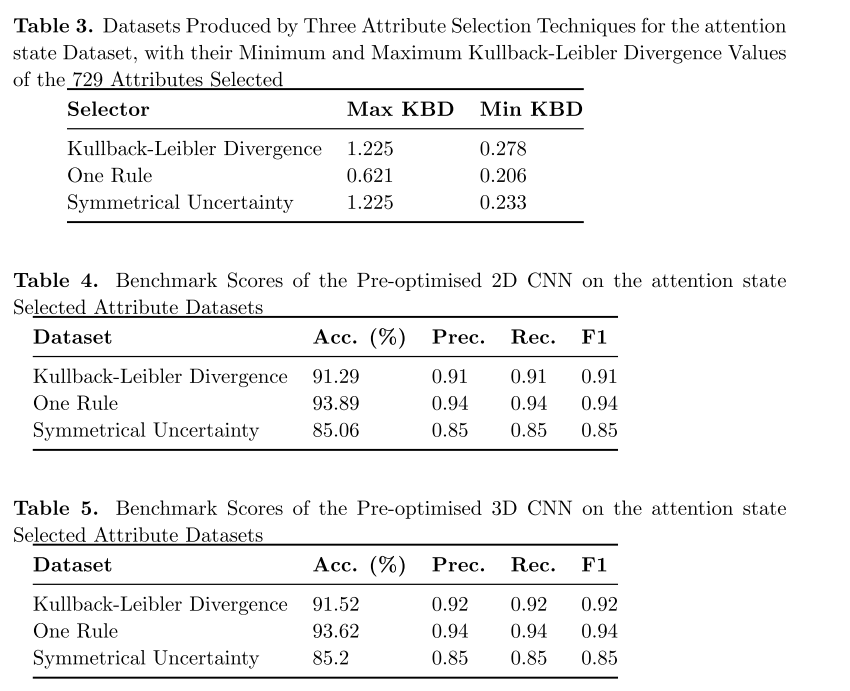 Table 3. Datasets Produced by Three Attribute Selection Techniques for the attention
state Dataset, with their Minimum and Maximum Kullback-Leibler Divergence Values
of the 729 Attributes Selected
Selector Max KBD Min KBD
Kullback-Leibler Divergence 1.225 0.278
One Rule 0.621 0.206
Symmetrical Uncertainty 1.225 0.233
Table 4. Benchmark Scores of the Pre-optimised 2D CNN on the attention state
Selected Attribute Datasets
Dataset Acc. (%) Prec. Rec. F1
Kullback-Leibler Divergence 91.29 0.91 0.91 0.91
One Rule 93.89 0.94 0.94 0.94
Symmetrical Uncertainty 85.06 0.85 0.85 0.85
Table 5. Benchmark Scores of the Pre-optimised 3D CNN on the attention state
Selected Attribute Datasets
Dataset Acc. (%) Prec. Rec. F1
Kullback-Leibler Divergence 91.52 0.92 0.92 0.92
One Rule 93.62 0.94 0.94 0.94
Symmetrical Uncertainty 85.2 0.85 0.85 0.85